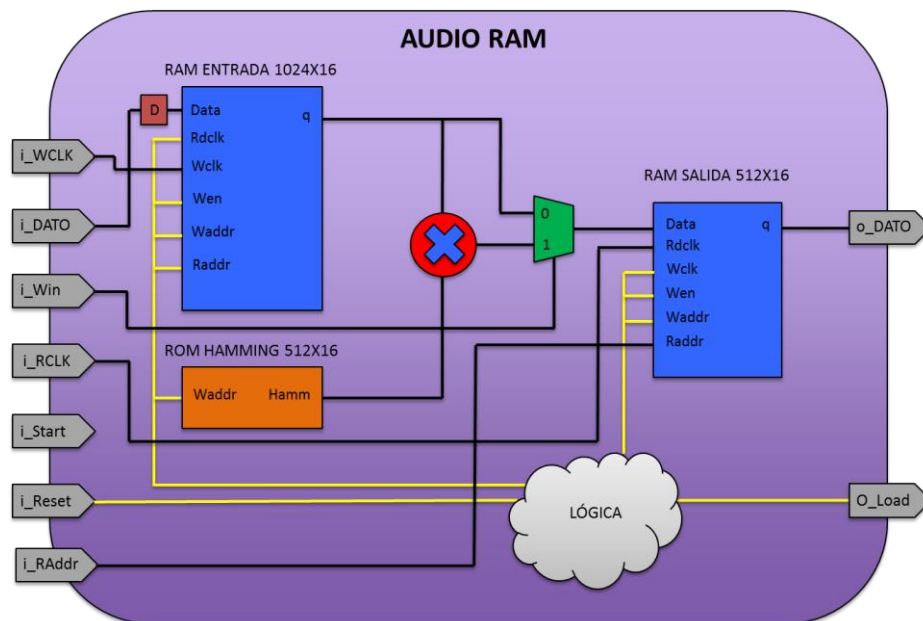 AUDIO RAM
RAM ENTRADA 1024X16
D
Data
q
Rdclk
Wclk
Wen
Waddr
Raddr
i_WCLK
i_DATO
i_Win
i_RCLK
i_Start
i_Reset
i_RAddr
0
1
ROM HAMMING 512X16
Waddr
Hamm
RAM SALIDA 512X16
Data
q
Rdclk
Wclk
Wen
Waddr
Raddr
o_DATO
LÓGICA
O_Load